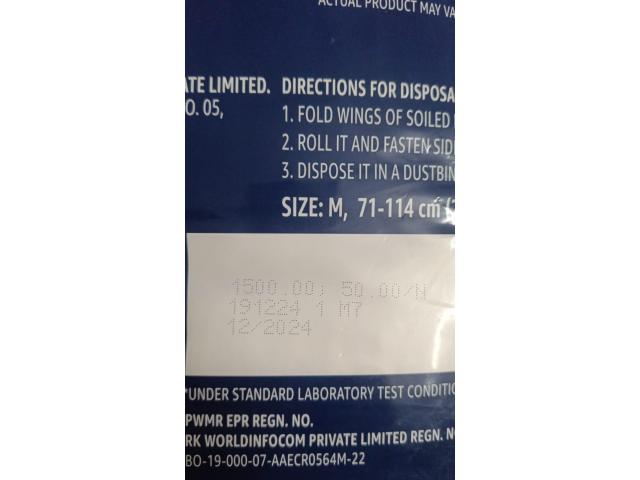 ACTUAL PRODUCT MAY VA
ATE LIMITED.
O. 05,
DIRECTIONS FOR DISPOSA
1. FOLD WINGS OF SOILED
2. ROLL IT AND FASTEN SID
3. DISPOSE IT IN A DUSTBIN
SIZE: M, 71-114 cm (
1500.00; 50.00/N
191224 1 M7
12/2024
*UNDER STANDARD LABORATORY TEST CONDITIO
PWMR EPR REGN. NO.
RK WORLDINFOCOM PRIVATE LIMITED REGN. N
BO-19-000-07-AAECR0564M-22